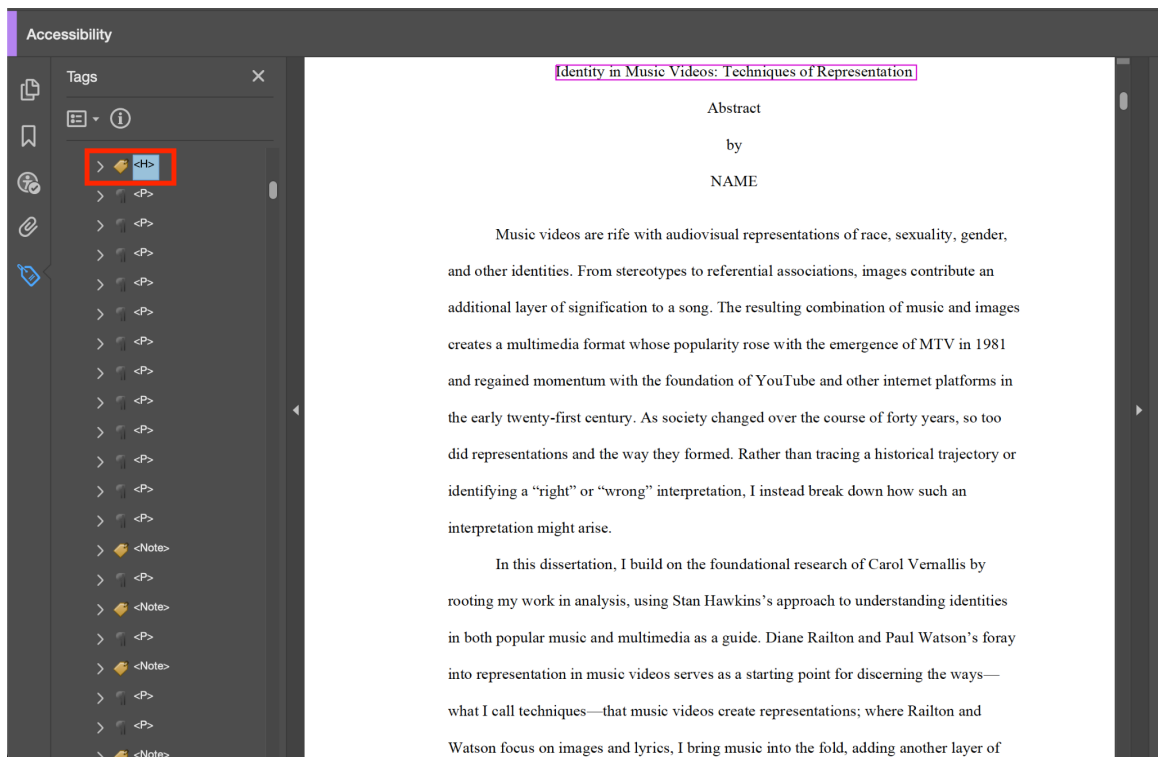 Accessibility
Tags
<H>
<P>
<P>
<P>
<P>
<P>
<P>
<P>
<P>
<P>
<P>
<P>
<P>
<Note>
<P>
<Note>
<P>
<Note>
<P>
<P>
<Note>
Identity in Music Videos: Techniques of Representation
Abstract
by
NAME
Music videos are rife with audiovisual representations of race, sexuality, gender,
and other identities. From stereotypes to referential associations, images contribute an
additional layer of signification to a song. The resulting combination of music and images
creates a multimedia format whose popularity rose with the emergence of MTV in 1981
and regained momentum with the foundation of YouTube and other internet platforms in
the early twenty-first century. As society changed over the course of forty years, so too
did representations and the way they formed. Rather than tracing a historical trajectory or
identifying a “right” or “wrong” interpretation, I instead break down how such an
interpretation might arise.
In this dissertation, I build on the foundational research of Carol Vernallis by
rooting my work in analysis, using Stan Hawkins’s approach to understanding identities
in both popular music and multimedia as a guide. Diane Railton and Paul Watson’s foray
into representation in music videos serves as a starting point for discerning the ways—
what I call techniques—that music videos create representations; where Railton and
Watson focus on images and lyrics, I bring music into the fold, adding another layer of